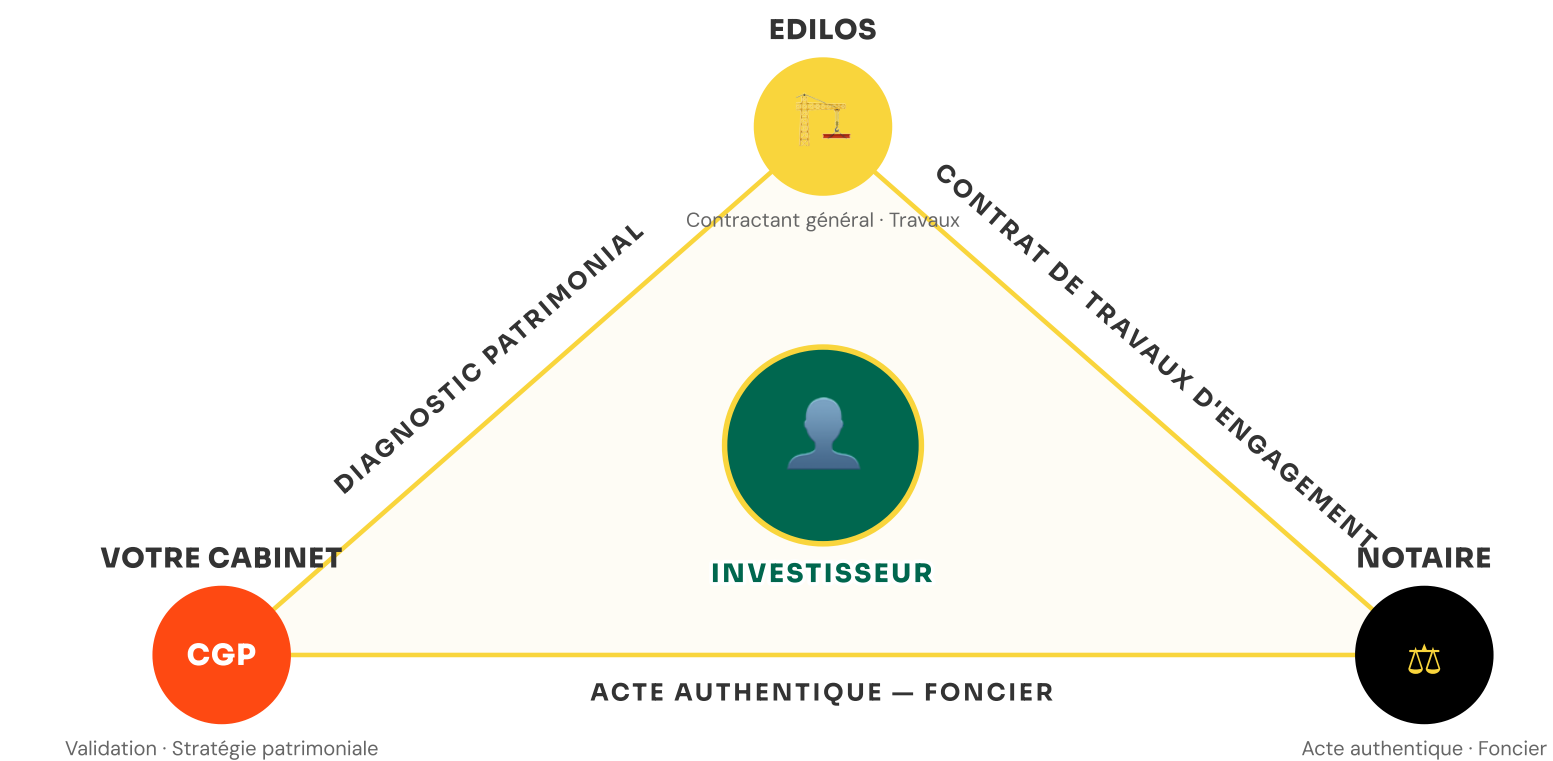 EDILOS
Contractant général · Travaux
DIAGNOSTIC PATRIMONIAL
CONTRAT DE TRAVAUX D'ENGAGEMENT
INVESTISSEUR
VOTRE CABINET
CGP
Validation · Stratégie patrimoniale
NOTAIRE
Acte authentique · Foncier
ACTE AUTHENTIQUE — FONCIER